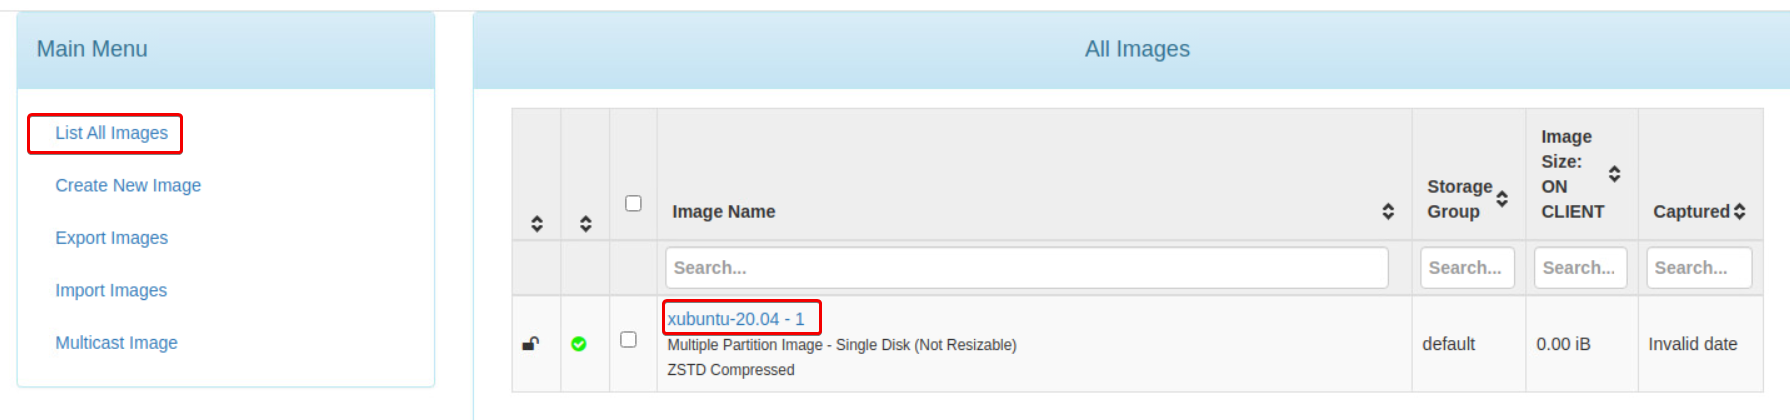 Main Menu
All Images
List All Images
Create New Image
Export Images
Import Images
Multicast Image
Image Name
Storage
Group
Image
Size:
ON
CLIENT
Captured
Search...
Search...
Search...
Search...
xubuntu-20.04 - 1
Multiple Partition Image - Single Disk (Not Resizable)
ZSTD Compressed
default
0.00 iB
Invalid date